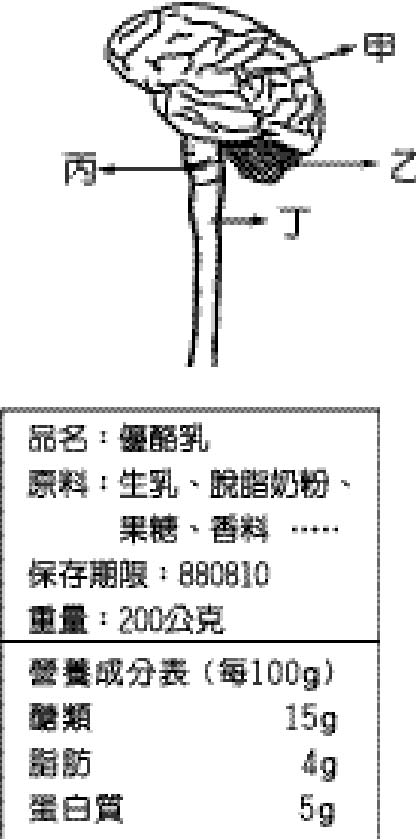 甲
丙
乙
丁
品名：優酪乳
原料：生乳、脫脂奶粉、
果糖、香料 ‧‧‧‧‧
保存期限：880810
重量：200公克
營養成分表（每100g）
醣類 15g
脂肪 4g
蛋白質 5g